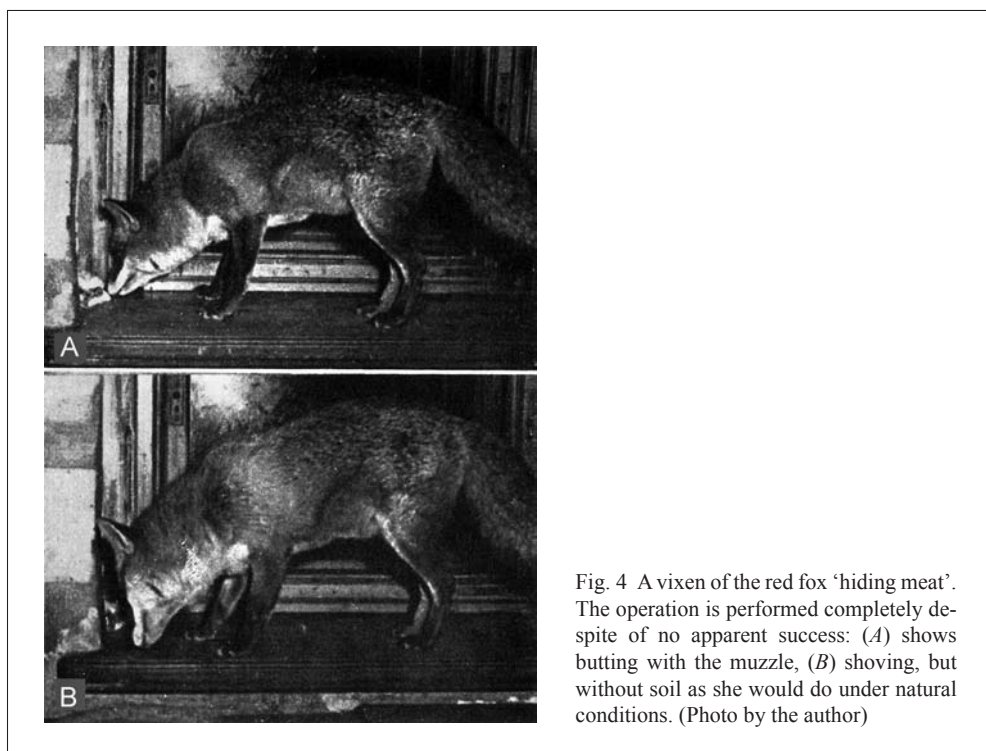 A
B
Fig. 4 A vixen of the red fox ‘hiding meat’.
The operation is performed completely de-
spite of no apparent success: (A) shows
butting with the muzzle, (B) shoving, but
without soil as she would do under natural
conditions. (Photo by the author)